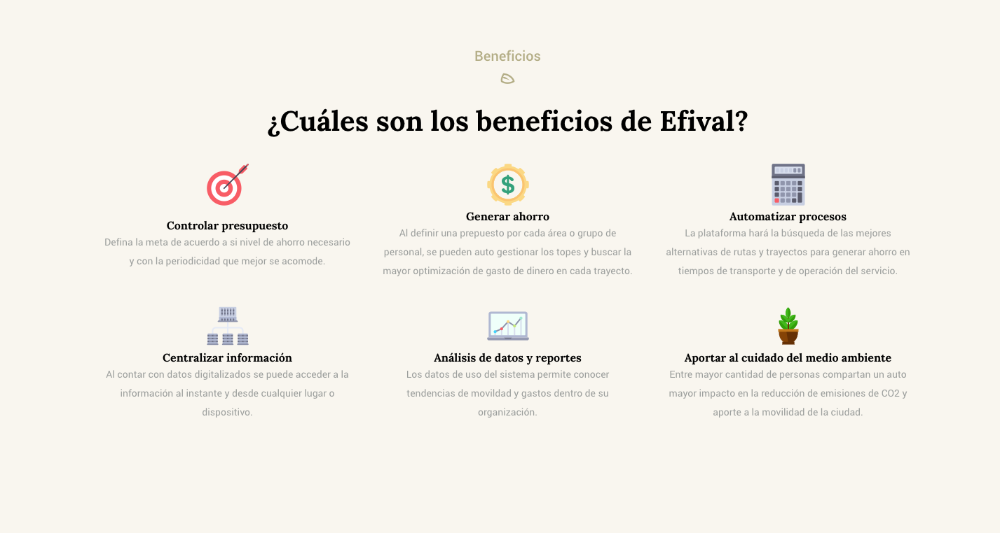 Beneficios
¿Cuáles son los beneficios de Efival?
Controlar presupuesto
Defina la meta de acuerdo a si nivel de ahorro necesario
y con la periodicidad que mejor se acomode.
Generar ahorro
Al definir una prepuesto por cada área o grupo de
personal, se pueden auto gestionar los topes y buscar la
mayor optimización de gasto de dinero en cada trayecto.
Automatizar procesos
La plataforma hará la búsqueda de las mejores
alternativas de rutas y trayectos para generar ahorro en
tiempos de transporte y de operación del servicio.
Centralizar información
Al contar con datos digitalizados se puede acceder a la
información al instante y desde cualquier lugar o
dispositivo.
Análisis de datos y reportes
Los datos de uso del sistema permite conocer
tendencias de movildad y gastos dentro de su
organización.
Aportar al cuidado del medio ambiente
Entre mayor cantidad de personas compartan un auto
mayor impacto en la reducción de emisiones de CO2 y
aporte a la movilidad de la ciudad.